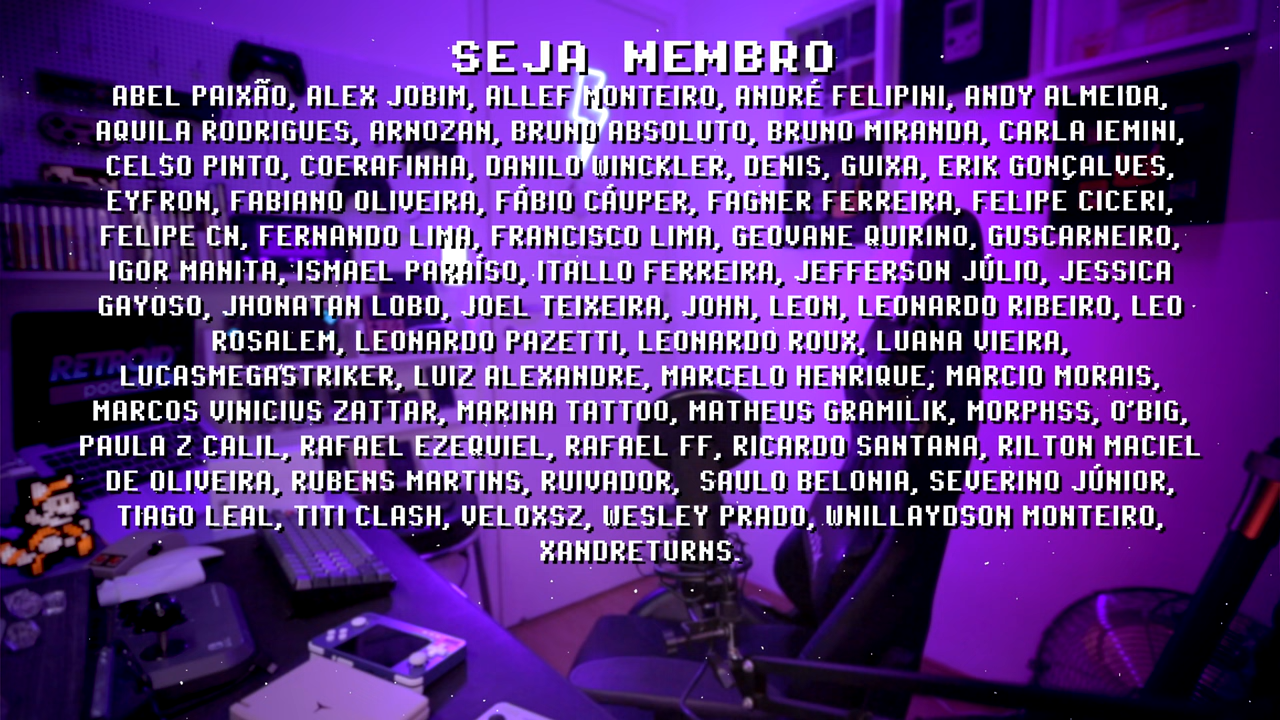 SEJA MEMBRO
ABEL PAIXÃO, ALEX JOBIM, ALLEF MONTEIRO, ANDRÉ FELIPINI, ANDY ALMEIDA,
AQUILA RODRIGUES, ARNOZAN, BRUNO ABSOLUTO, BRUNO MIRANDA, CARLA IEMINI,
CELSO PINTO, COERAFINHA, DANILO WINCKLER, DENIS, GUIXA, ERIK GONÇALVES,
EYFRON, FABIANO OLIVEIRA, FÁBIO CÁUPER, FAGNER FERREIRA, FELIPE CICERI,
FELIPE CN, FERNANDO LIMA, FRANCISCO LIMA, GEOVANE QUIRINO, GUSCARNEIRO,
IGOR MANITA, ISMAEL PARAÍSO, ITALLO FERREIRA, JEFFERSON JÚLIO, JESSICA
GAYOSO, JHONATAN LOBO, JOEL TEIXEIRA, JOHN, LEON, LEONARDO RIBEIRO, LEO
ROSALEM, LEONARDO PAZETTI, LEONARDO ROUX, LUANA VIEIRA,
LUCASMEGASTRIKER, LUIZ ALEXANDRE, MARCELO HENRIQUE, MARCIO MORAIS,
MARCOS VINICIUS ZATTAR, MARINA TATTOO, MATHEUS GRAMILIK, MORPHSS, O'BIG,
PAULA Z CALIL, RAFAEL EZEQUIEL, RAFAEL FF, RICARDO SANTANA, RILTON MACIEL
DE OLIVEIRA, RUBENS MARTINS, RUIVADOR,  SAULO BELONIA, SEVERINO JÚNIOR,
TIAGO LEAL, TITI CLASH, VELOXSZ, WESLEY PRADO, WNILLAYDSON MONTEIRO,
XANDRETURNS.
RETROID